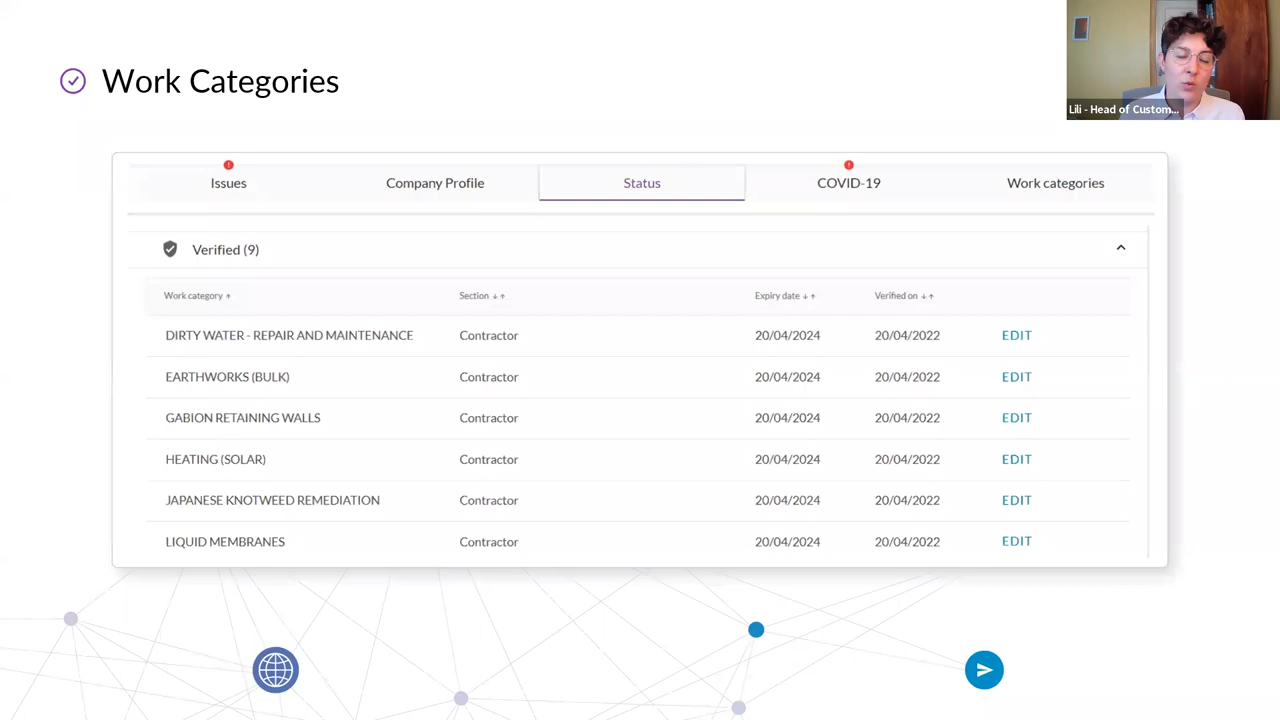 Work Categories
Lili - Head of Custom...
Issues Company Profile Status COVID-19 Work categories
Verified (9)
Work category ↑ Section ↓↑ Expiry date ↓↑ Verified on ↓↑
DIRTY WATER - REPAIR AND MAINTENANCE Contractor 20/04/2024 20/04/2022 EDIT
EARTHWORKS (BULK) Contractor 20/04/2024 20/04/2022 EDIT
GABION RETAINING WALLS Contractor 20/04/2024 20/04/2022 EDIT
HEATING (SOLAR) Contractor 20/04/2024 20/04/2022 EDIT
JAPANESE KNOTWEED REMEDIATION Contractor 20/04/2024 20/04/2022 EDIT
LIQUID MEMBRANES Contractor 20/04/2024 20/04/2022 EDIT